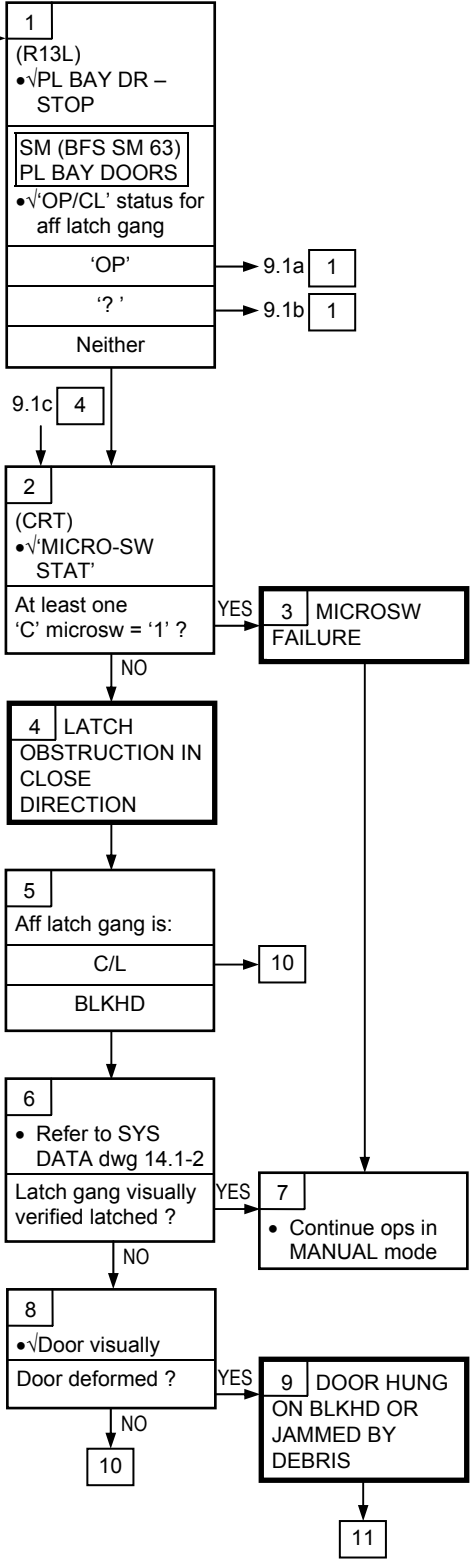 1
(R13L)
•√PL BAY DR –
STOP
SM (BFS SM 63)
PL BAY DOORS
•√‘OP/CL’ status for
aff latch gang
‘OP’
9.1a 1
‘? ’
9.1b 1
Neither
9.1c 4
2
(CRT)
•√‘MICRO-SW
STAT’
At least one
‘C’ microsw = ‘1’ ?
YES
NO
3 MICROSW
FAILURE
4 LATCH
OBSTRUCTION IN
CLOSE
DIRECTION
5
Aff latch gang is:
C/L
10
BLKHD
6
• Refer to SYS
DATA dwg 14.1-2
Latch gang visually
verified latched ?
YES
NO
7
• Continue ops in
MANUAL mode
8
•√Door visually
Door deformed ?
YES
NO
10
9 DOOR HUNG
ON BLKHD OR
JAMMED BY
DEBRIS
11